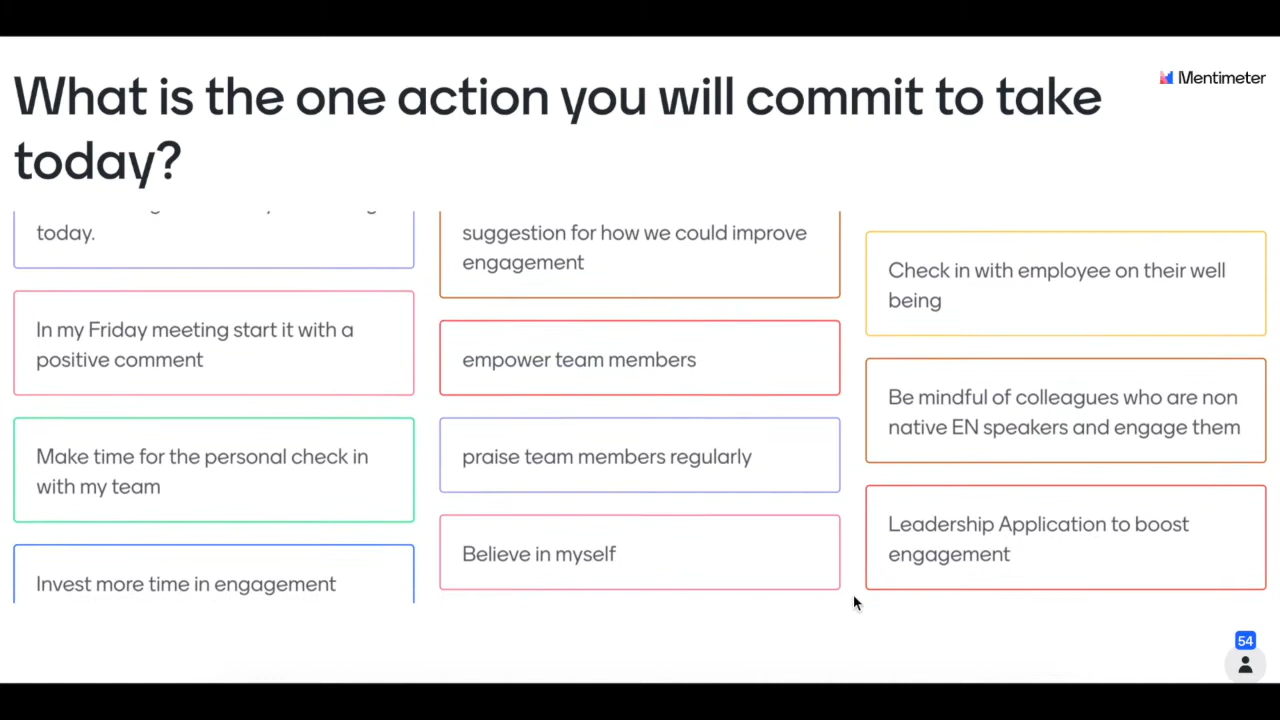 What is the one action you will commit to take
today?
Mentimeter
today.
In my Friday meeting start it with a
positive comment
Make time for the personal check in
with my team
Invest more time in engagement
suggestion for how we could improve
engagement
empower team members
praise team members regularly
Believe in myself
Check in with employee on their well
being
Be mindful of colleagues who are non
native EN speakers and engage them
Leadership Application to boost
engagement
54